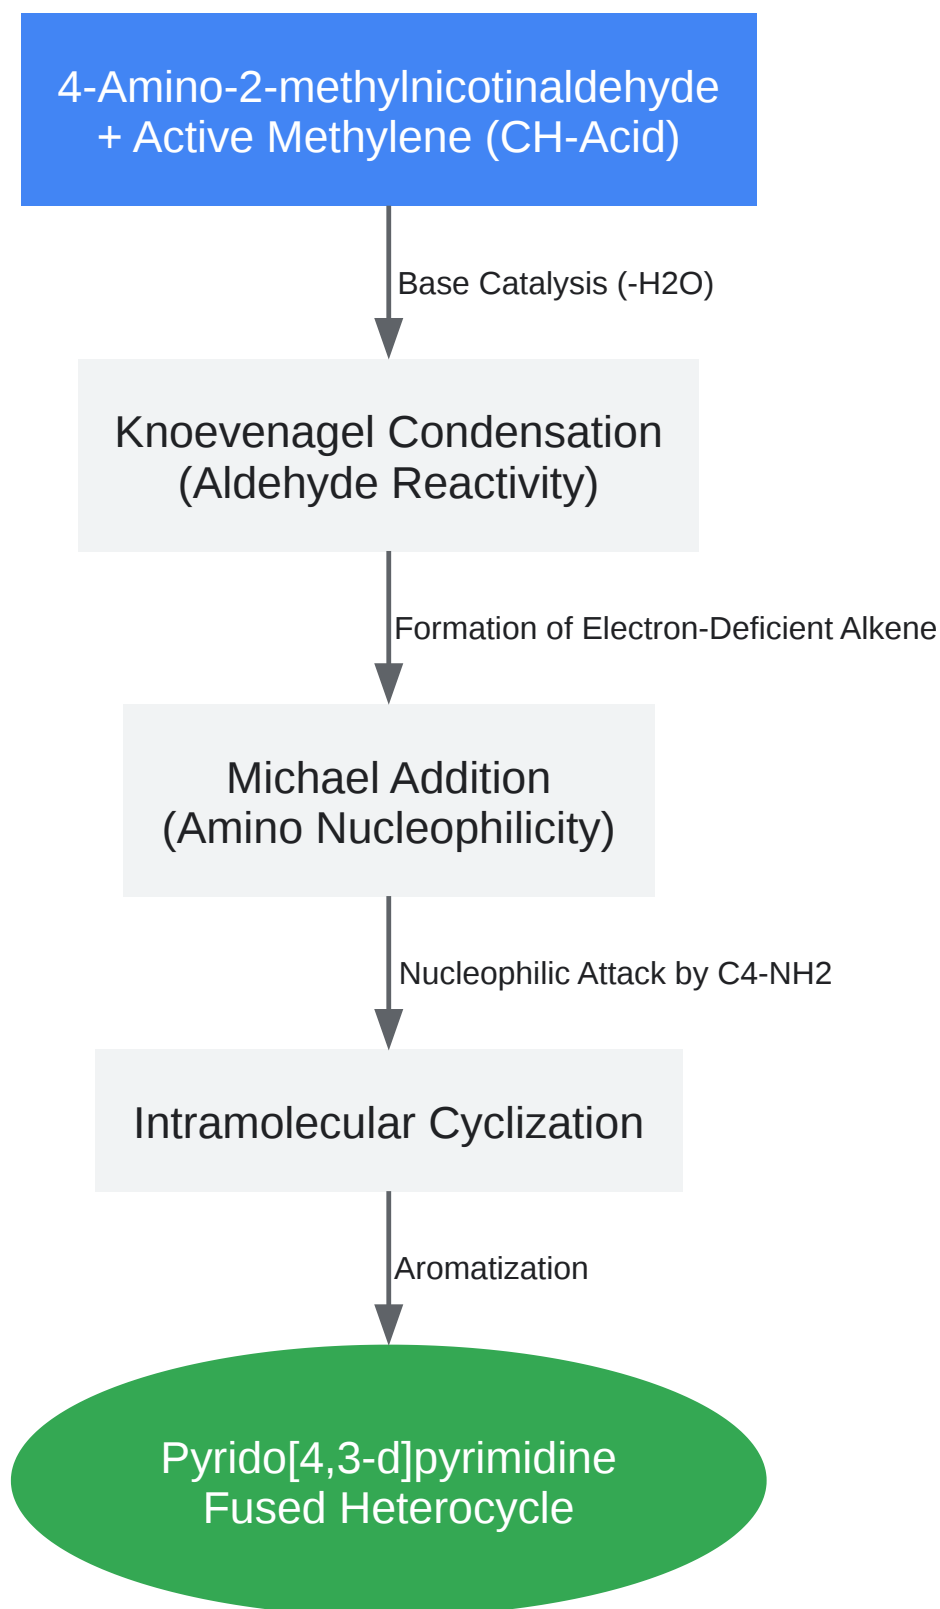 4-Amino-2-methylnicotinaldehyde
+ Active Methylene (CH-Acid)
Base Catalysis (-H2O)
Knoevenagel Condensation
(Aldehyde Reactivity)
Formation of Electron-Deficient Alkene
Michael Addition
(Amino Nucleophilicity)
Nucleophilic Attack by C4-NH2
Intramolecular Cyclization
Aromatization
Pyrido[4,3-d]pyrimidine
Fused Heterocycle